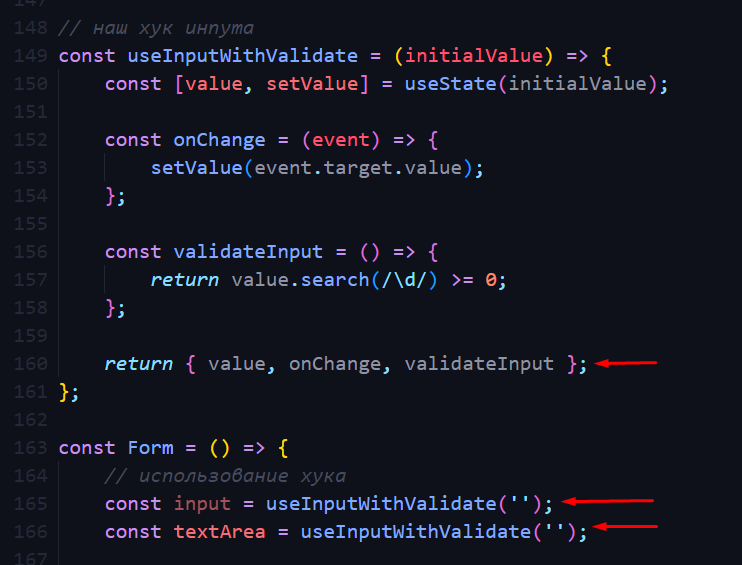 147
148 // наш хук инпута
149 const useInputWithValidate = (initialValue) => {
150 const [value, setValue] = useState(initialValue);
151
152 const onChange = (event) => {
153 setValue(event.target.value);
154 };
155
156 const validateInput = () => {
157 return value.search(/\d/) >= 0;
158 };
159
160 return { value, onChange, validateInput };
161 };
162
163 const Form = () => {
164 // использование хука
165 const input = useInputWithValidate('');
166 const textArea = useInputWithValidate('');
167